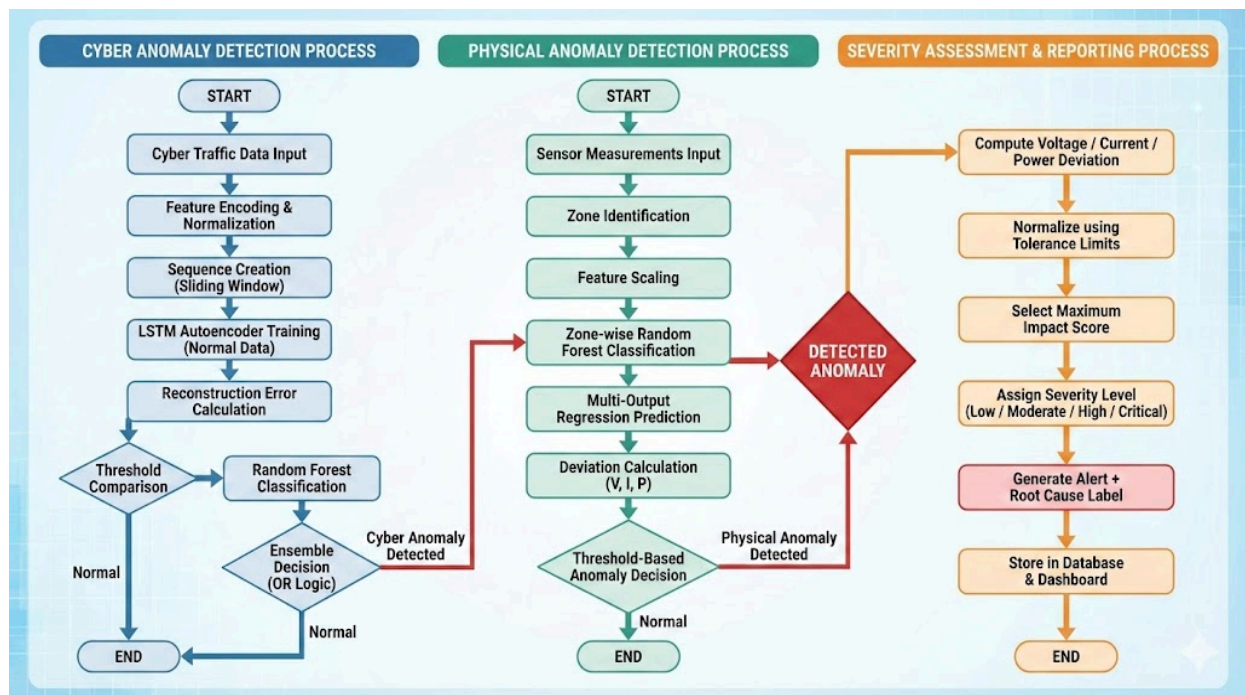 CYBER ANOMALY DETECTION PROCESS
START
Cyber Traffic Data Input
Feature Encoding &
Normalization
Sequence Creation
(Sliding Window)
LSTM Autoencoder Training
(Normal Data)
Reconstruction Error
Calculation
Threshold
Comparison
Random Forest
Classification
Ensemble
Decision
(OR Logic)
Normal
Normal
END
Cyber Anomaly
Detected
PHYSICAL ANOMALY DETECTION PROCESS
START
Sensor Measurements Input
Zone Identification
Feature Scaling
Zone-wise Random
Forest Classification
Multi-Output
Regression Prediction
Deviation Calculation
(V, I, P)
Threshold-Based
Anomaly Decision
Normal
END
Physical Anomaly
Detected
DETECTED
ANOMALY
SEVERITY ASSESSMENT & REPORTING PROCESS
Compute Voltage / Current /
Power Deviation
Normalize using
Tolerance Limits
Select Maximum
Impact Score
Assign Severity Level
(Low / Moderate / High / Critical)
Generate Alert +
Root Cause Label
Store in Database
& Dashboard
END